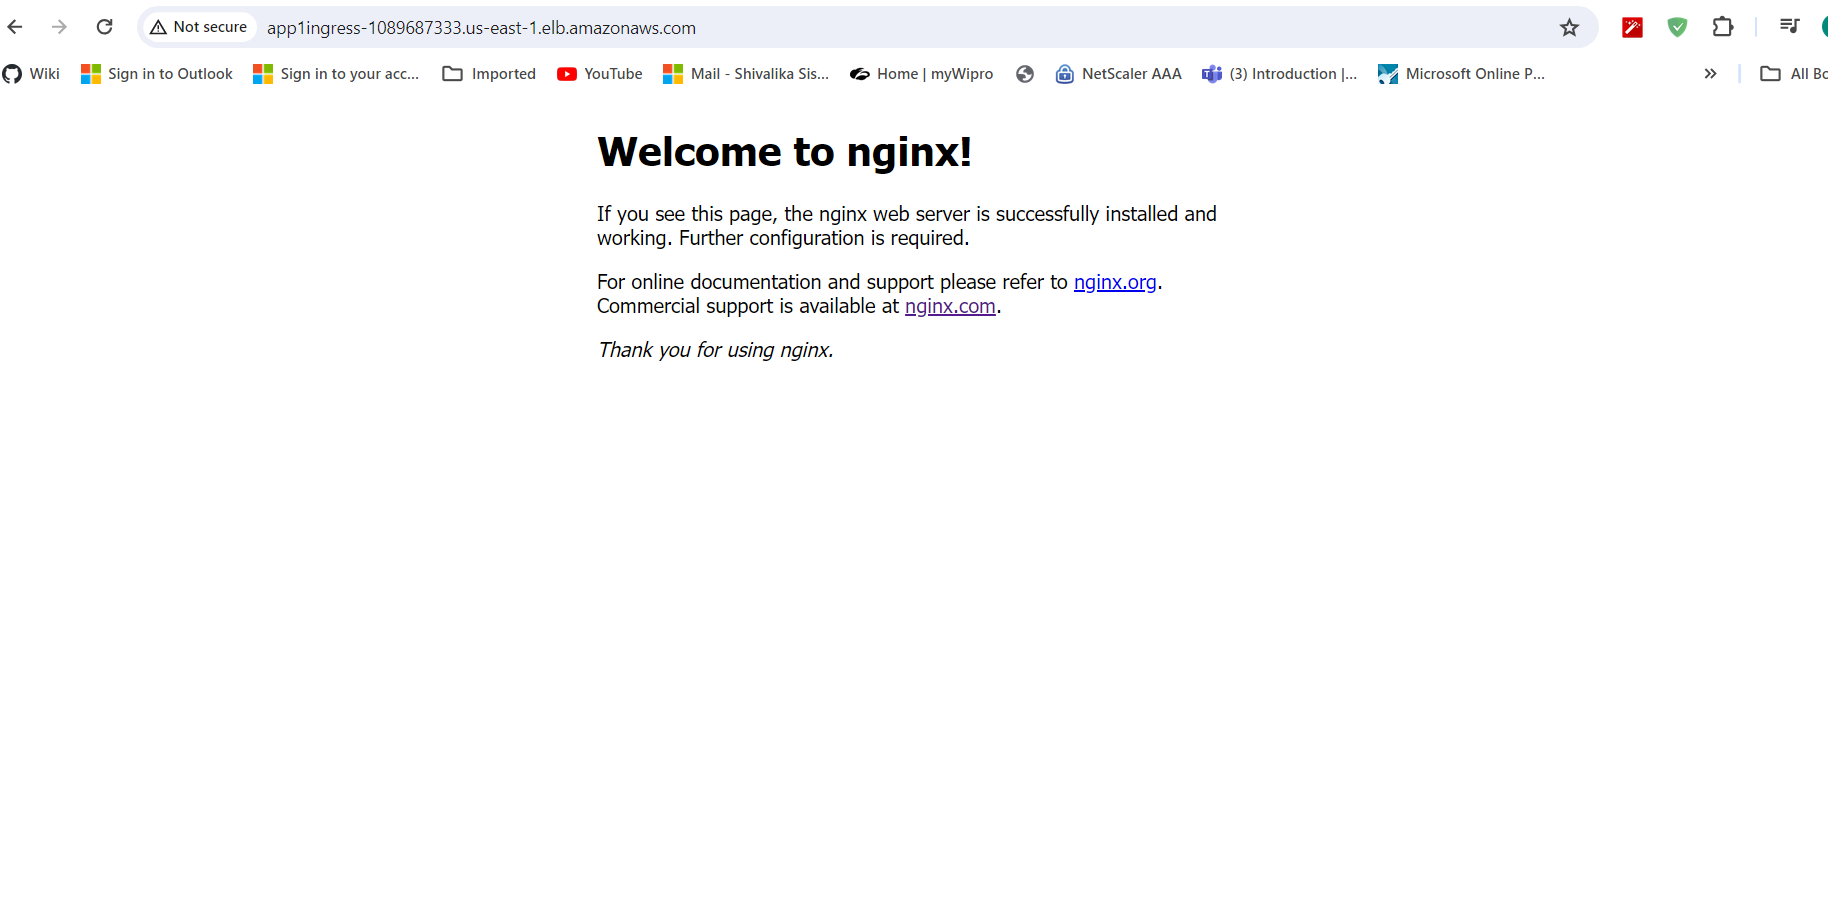 Not secure app1ingress-1089687333.us-east-1.elb.amazonaws.com
Wiki Sign in to Outlook Sign in to your acc... Imported YouTube Mail - Shivalika Sis... Home | myWipro NetScaler AAA (3) Introduction |... Microsoft Online P... » All Bo
Welcome to nginx!
If you see this page, the nginx web server is successfully installed and
working. Further configuration is required.
For online documentation and support please refer to nginx.org.
Commercial support is available at nginx.com.
Thank you for using nginx.